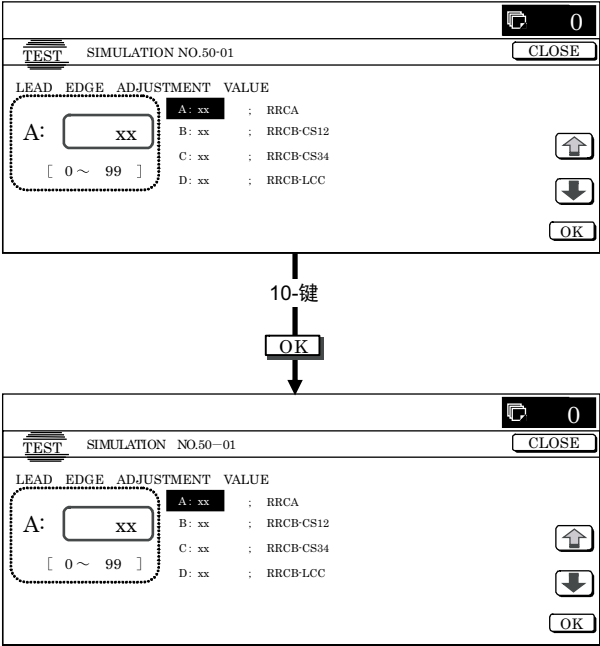 0
TEST SIMULATION NO.50-01 CLOSE
LEAD EDGE ADJUSTMENT VALUE
A: xx ; RRCA
A: xx B: xx ; RRCB-CS12
C: xx ; RRCB-CS34
[ 0～ 99 ]
D: xx ; RRCB-LCC
OK
10-键
OK
0
TEST SIMULATION NO.50－01 CLOSE
LEAD EDGE ADJUSTMENT VALUE
A: xx ; RRCA
A: xx B: xx ; RRCB-CS12
C: xx ; RRCB-CS34
[ 0～ 99 ]
D: xx ; RRCB-LCC
OK